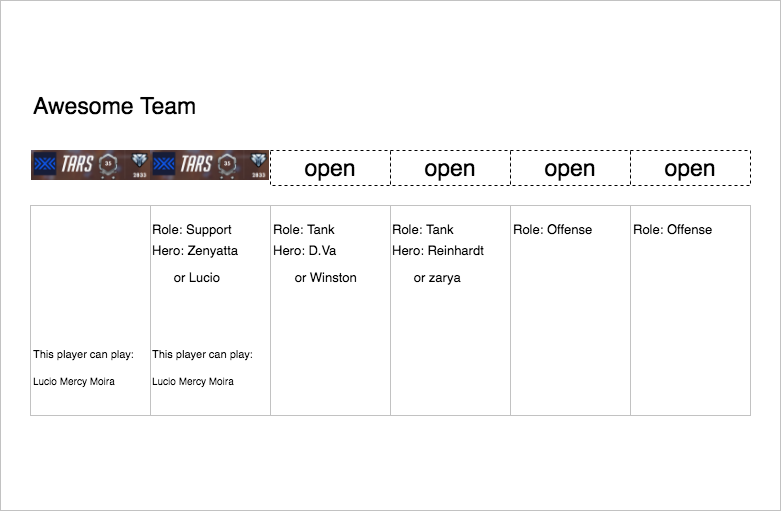 Awesome Team
TARS 35 2833 TARS 35 2833 open open open open
Role: Support
Hero: Zenyatta
or Lucio
This player can play:
Lucio Mercy Moira
Role: Tank
Hero: D.Va
or Winston
Role: Tank
Hero: Reinhardt
or zarya
Role: Offense
Role: Offense
This player can play:
Lucio Mercy Moira